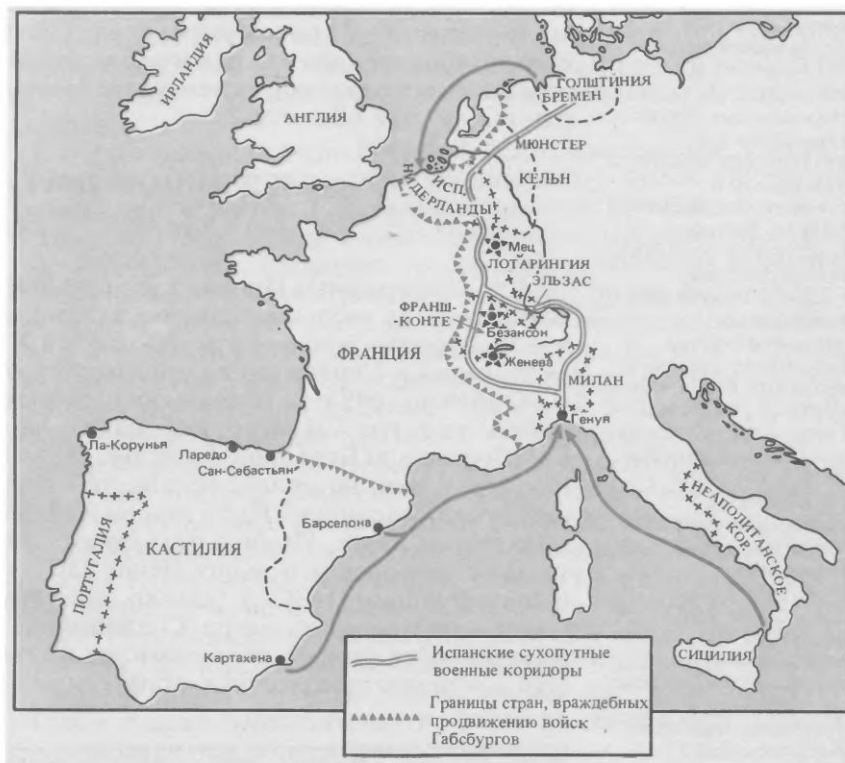 ИРЛАНДИЯ
АНГЛИЯ
ГОЛШТИНИЯ
БРЕМЕН
МЮНСТЕР
КЕЛЬН
ИСП.
НИДЕРЛАНДЫ
Мец
ЛОТАРИНГИЯ
ЭЛЬЗАС
ФРАНШ-
КОНТЕ
Безансон
ФРАНЦИЯ
Женева
МИЛАН
Генуя
Ла-Корунья
Ларедо
Сан-Себастьян
Барселона
ПОРТУГАЛИЯ
КАСТИЛИЯ
НЕАПОЛИТАНСКОЕ
КОР.
Картахена
СИЦИЛИЯ
Испанские сухопутные
военные коридоры
Границы стран, враждебных
продвижению войск
Габсбургов